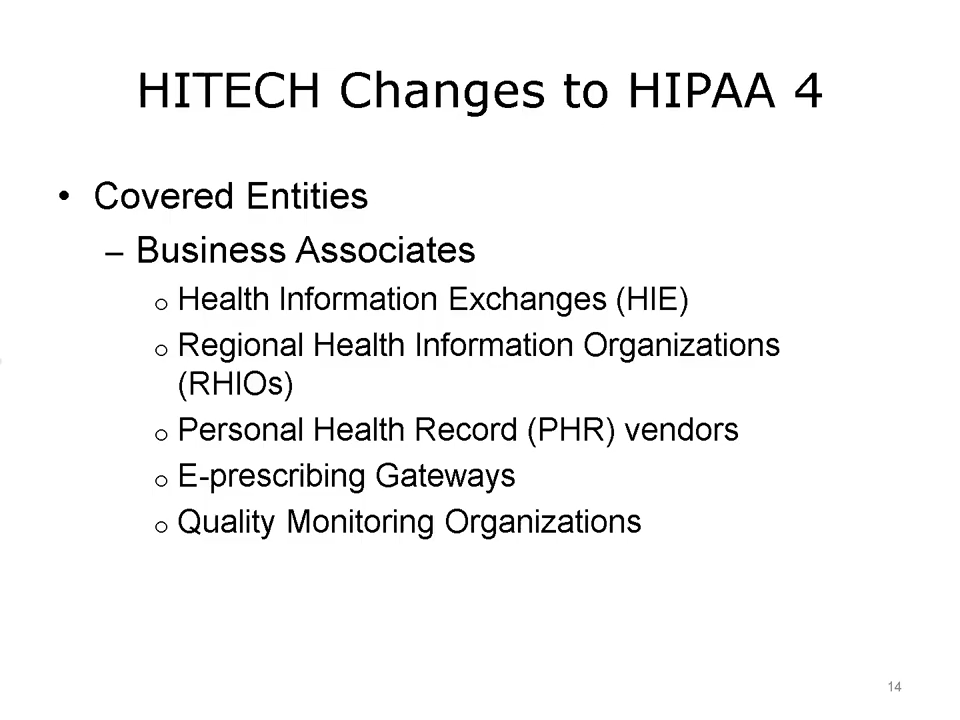 HITECH Changes to HIPAA 4
• Covered Entities
– Business Associates
o Health Information Exchanges (HIE)
o Regional Health Information Organizations
(RHIOs)
o Personal Health Record (PHR) vendors
o E-prescribing Gateways
o Quality Monitoring Organizations
14